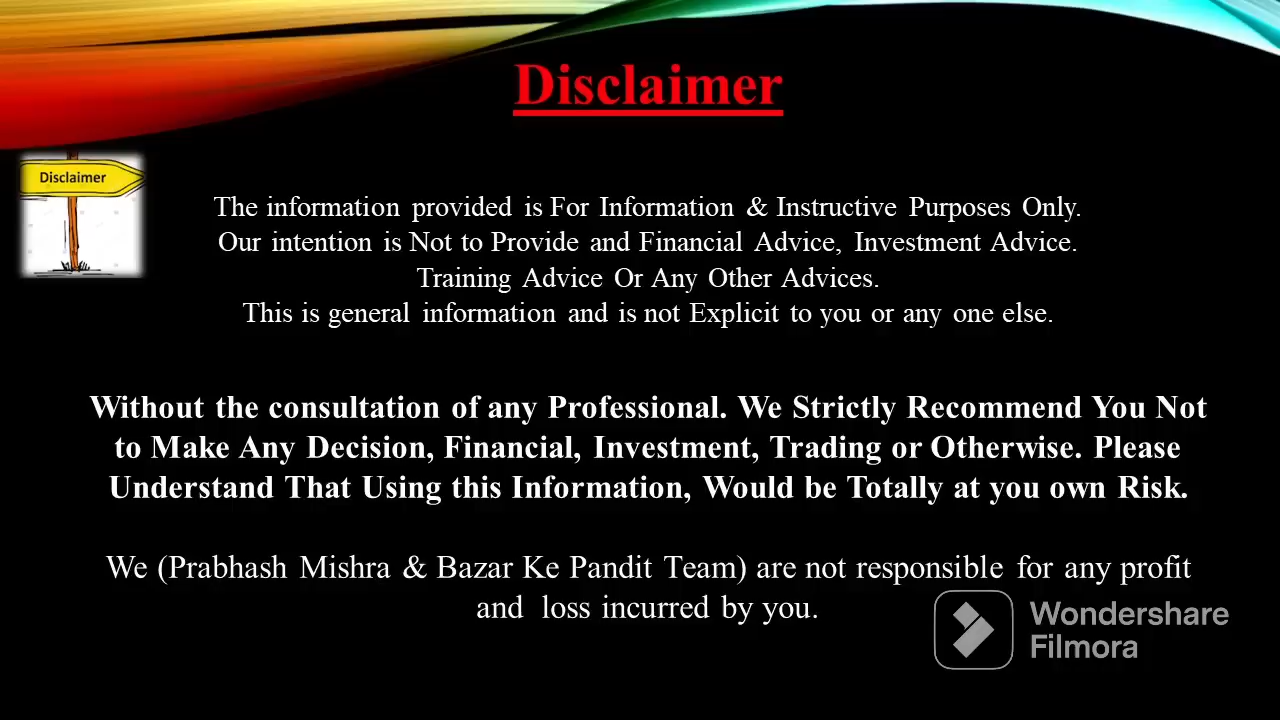 Disclaimer
Disclaimer
The information provided is For Information & Instructive Purposes Only.
Our intention is Not to Provide and Financial Advice, Investment Advice.
Training Advice Or Any Other Advices.
This is general information and is not Explicit to you or any one else.
Without the consultation of any Professional. We Strictly Recommend You Not
to Make Any Decision, Financial, Investment, Trading or Otherwise. Please
Understand That Using this Information, Would be Totally at you own Risk.
We (Prabhash Mishra & Bazar Ke Pandit Team) are not responsible for any profit
and loss incurred by you.
Wondershare
Filmora